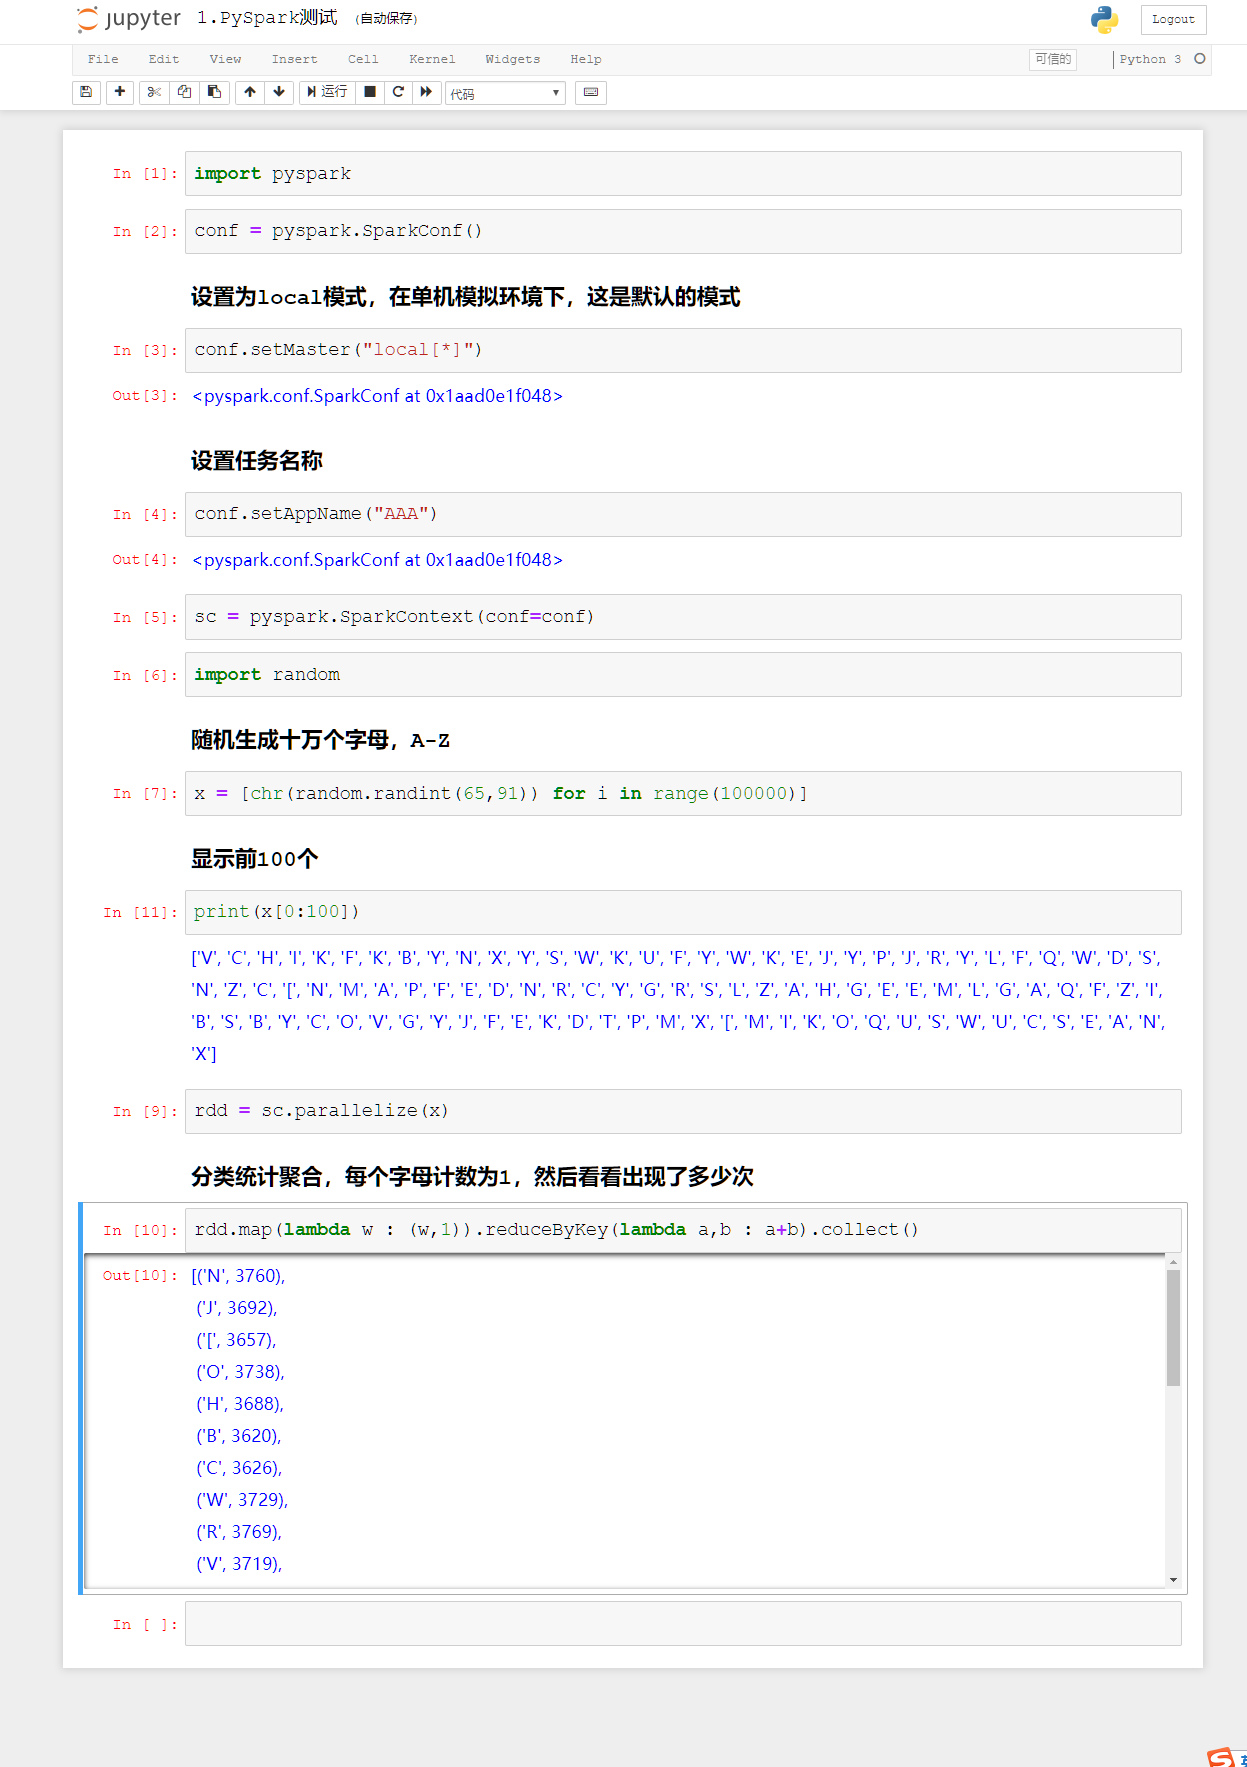 jupyter 1.PySpark测试 (自动保存) Logout
File Edit View Insert Cell Kernel Widgets Help 可信的 Python 3
运行 代码
In [1]: import pyspark
In [2]: conf = pyspark.SparkConf()
设置为local模式，在单机模拟环境下，这是默认的模式
In [3]: conf.setMaster("local[*]")
Out[3]: <pyspark.conf.SparkConf at 0x1aad0e1f048>
设置任务名称
In [4]: conf.setAppName("AAA")
Out[4]: <pyspark.conf.SparkConf at 0x1aad0e1f048>
In [5]: sc = pyspark.SparkContext(conf=conf)
In [6]: import random
随机生成十万个字母，A-Z
In [7]: x = [chr(random.randint(65,91)) for i in range(100000)]
显示前100个
In [11]: print(x[0:100])
['V', 'C', 'H', 'I', 'K', 'F', 'K', 'B', 'Y', 'N', 'X', 'Y', 'S', 'W', 'K', 'U', 'F', 'Y', 'W', 'K', 'E', 'J', 'Y', 'P', 'J', 'R', 'Y', 'L', 'F', 'Q', 'W', 'D', 'S',
'N', 'Z', 'C', '[', 'N', 'M', 'A', 'P', 'F', 'E', 'D', 'N', 'R', 'C', 'Y', 'G', 'R', 'S', 'L', 'Z', 'A', 'H', 'G', 'E', 'E', 'M', 'L', 'G', 'A', 'Q', 'F', 'Z', 'I',
'B', 'S', 'B', 'Y', 'C', 'O', 'V', 'G', 'Y', 'J', 'F', 'E', 'K', 'D', 'T', 'P', 'M', 'X', '[', 'M', 'I', 'K', 'O', 'Q', 'U', 'S', 'W', 'U', 'C', 'S', 'E', 'A', 'N',
'X']
In [9]: rdd = sc.parallelize(x)
分类统计聚合，每个字母计数为1，然后看看出现了多少次
In [10]: rdd.map(lambda w : (w,1)).reduceByKey(lambda a,b : a+b).collect()
Out[10]: [('N', 3760),
('J', 3692),
('[', 3657),
('O', 3738),
('H', 3688),
('B', 3620),
('C', 3626),
('W', 3729),
('R', 3769),
('V', 3719),
In [ ]: